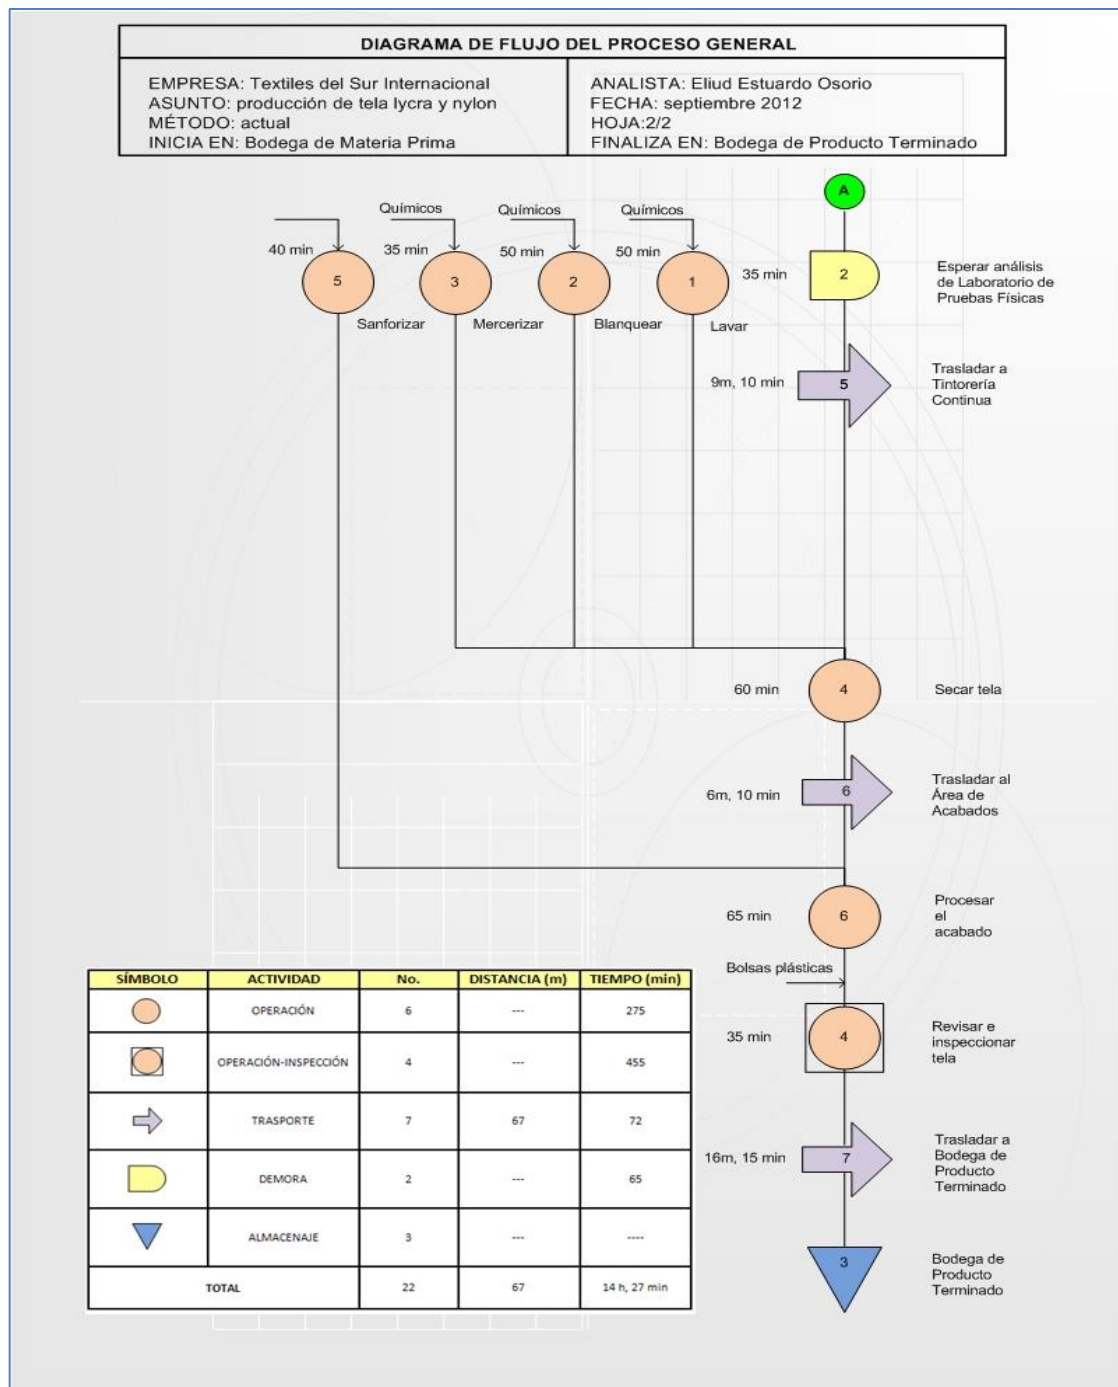 DIAGRAMA DE FLUJO DEL PROCESO GENERAL
EMPRESA: Textiles del Sur Internacional
ASUNTO: producción de tela lycra y nylon
MÉTODO: actual
INICIA EN: Bodega de Materia Prima
ANALISTA: Eliud Estuardo Osorio
FECHA: septiembre 2012
HOJA:2/2
FINALIZA EN: Bodega de Producto Terminado
A
Químicos
Químicos
Químicos
40 min
35 min
50 min
50 min
35 min
5
3
2
1
2
Esperar análisis
de Laboratorio de
Pruebas Físicas
Sanforizar
Mercerizar
Blanquear
Lavar
9m, 10 min
5
Trasladar a
Tintorería
Continua
60 min
4
Secar tela
6m, 10 min
6
Trasladar al
Área de
Acabados
65 min
6
Procesar
el
acabado
Bolsas plásticas
35 min
4
Revisar e
inspeccionar
tela
16m, 15 min
7
Trasladar a
Bodega de
Producto
Terminado
3
Bodega de
Producto
Terminado
SÍMBOLO ACTIVIDAD No. DISTANCIA (m) TIEMPO (min)
OPERACIÓN 6 --- 275
OPERACIÓN-INSPECCIÓN 4 --- 455
TRASPORTE 7 67 72
DEMORA 2 --- 65
ALMACENAJE 3 --- ----
TOTAL 22 67 14 h, 27 min